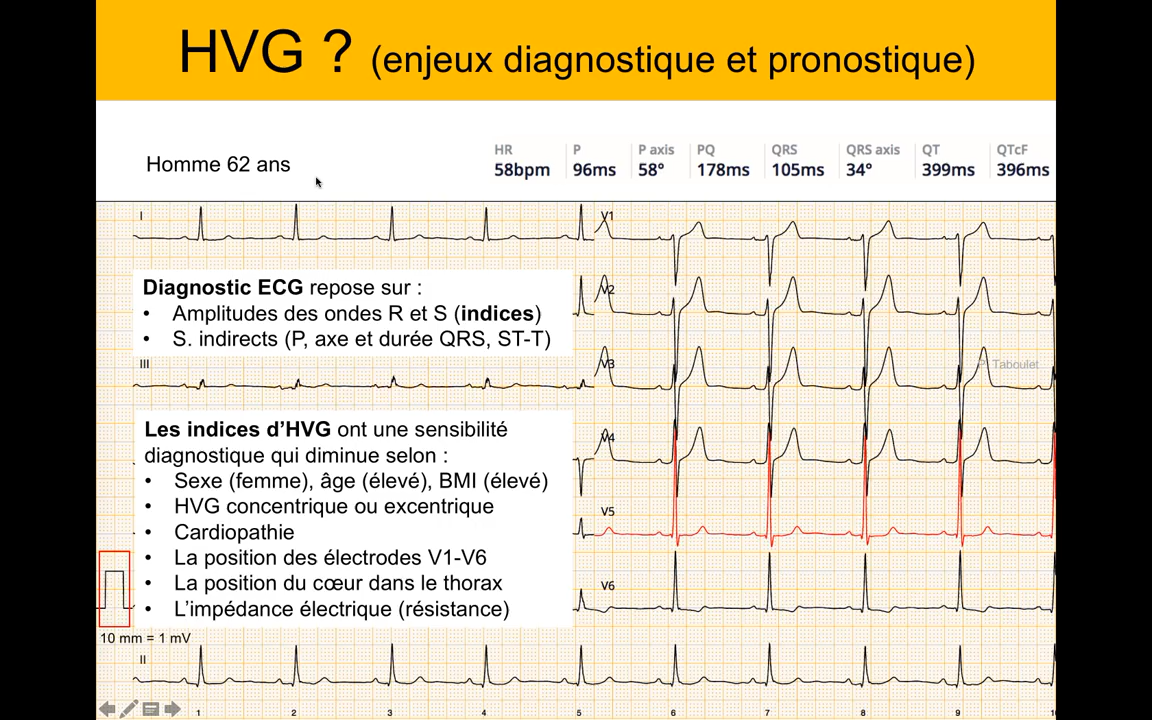 HVG ? (enjeux diagnostique et pronostique)
Homme 62 ans
HR P P axis PQ QRS QRS axis QT QTcF
58bpm 96ms 58° 178ms 105ms 34° 399ms 396ms
I V1
Diagnostic ECG repose sur :
• Amplitudes des ondes R et S (indices)
• S. indirects (P, axe et durée QRS, ST-T)
V2
III V3
P. Taboulet
Les indices d’HVG ont une sensibilité
diagnostique qui diminue selon :
• Sexe (femme), âge (élevé), BMI (élevé)
• HVG concentrique ou excentrique
• Cardiopathie
• La position des électrodes V1-V6
• La position du cœur dans le thorax
• L’impédance électrique (résistance)
V4
V5
V6
10 mm = 1 mV
II
1 2 3 4 5 6 7 8 9